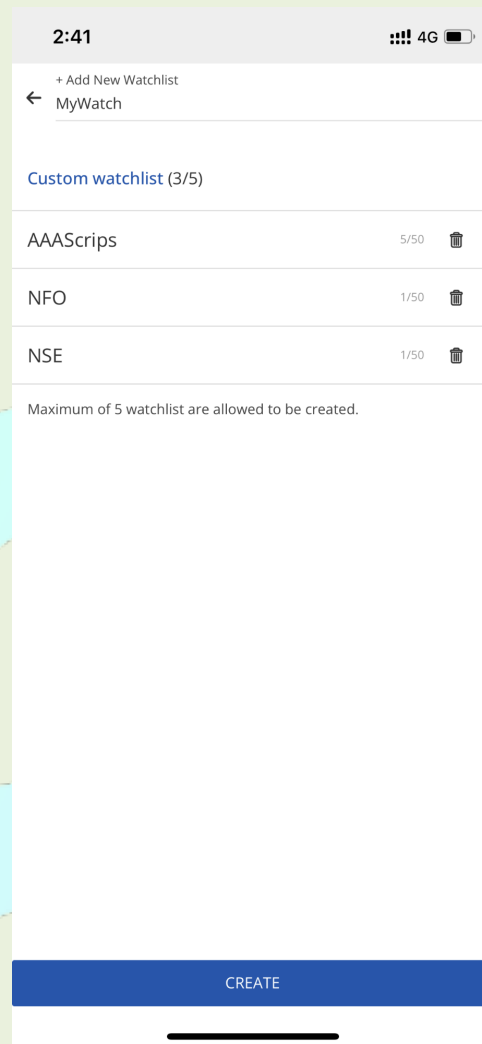 2:41 4G
+ Add New Watchlist
MyWatch
Custom watchlist (3/5)
AAAScrips 5/50
NFO 1/50
NSE 1/50
Maximum of 5 watchlist are allowed to be created.
CREATE